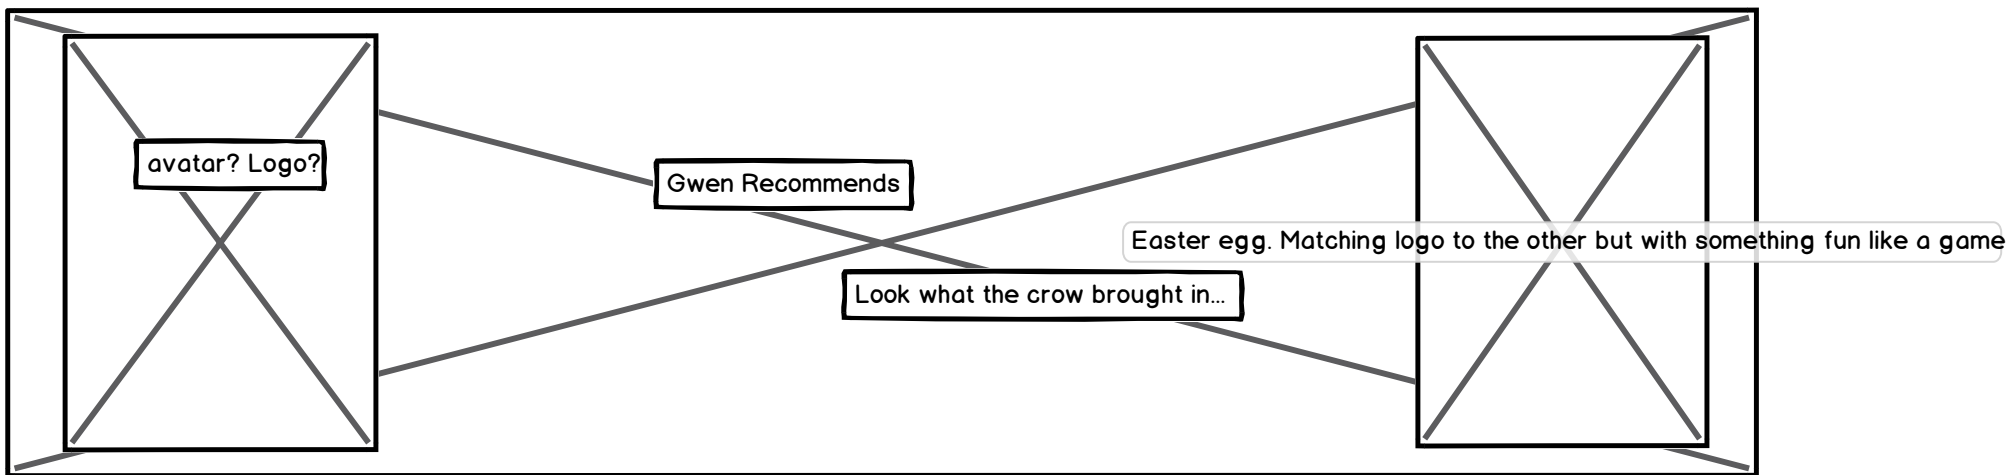 avatar? Logo?
Gwen Recommends
Easter egg. Matching logo to the other but with something fun like a game
Look what the crow brought in...